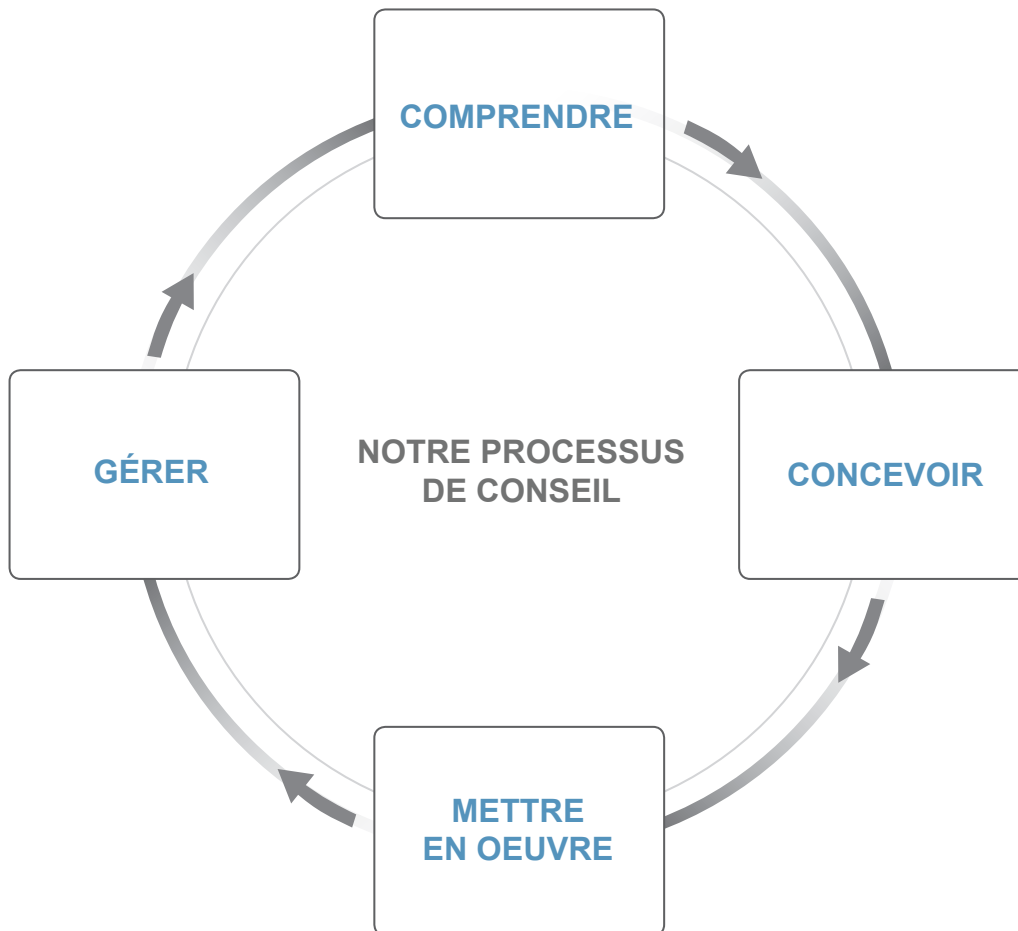 COMPRENDRE
NOTRE PROCESSUS
DE CONSEIL
GÉRER
CONCEVOIR
METTRE
EN OEUVRE